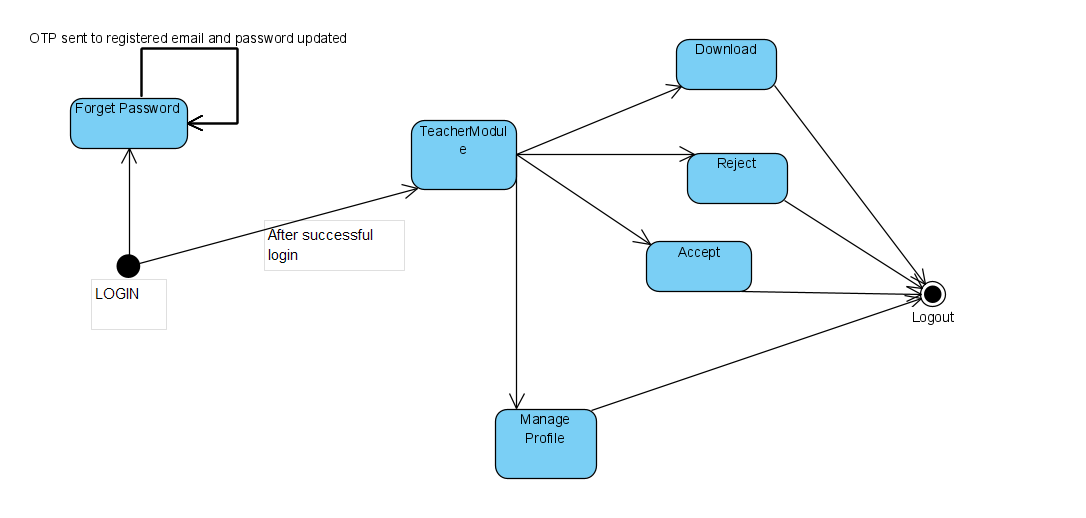 OTP sent to registered email and password updated
Forget Password
LOGIN
After successful
login
TeacherModul
e
Download
Reject
Accept
Manage
Profile
Logout